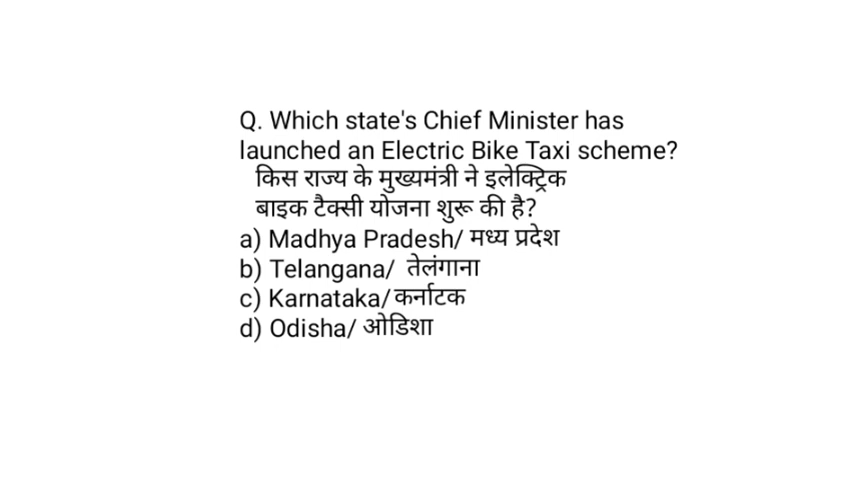 Q. Which state's Chief Minister has
launched an Electric Bike Taxi scheme?
किस राज्य के मुख्यमंत्री ने इलेक्ट्रिक
बाइक टैक्सी योजना शुरू की है?
a) Madhya Pradesh/ मध्य प्रदेश
b) Telangana/ तेलंगाना
c) Karnataka/कर्नाटक
d) Odisha/ ओडिशा